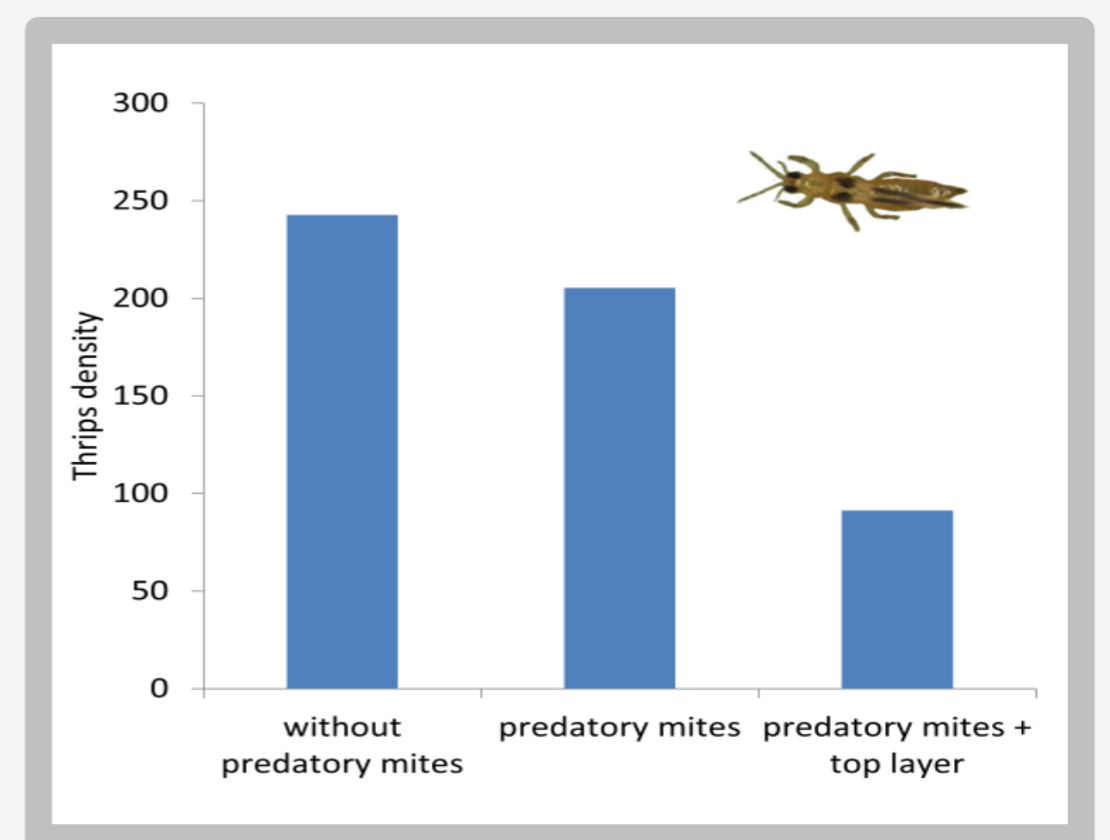 300
250
200
150
100
50
0
Thrips density
without
predatory mites
predatory mites
predatory mites +
top layer